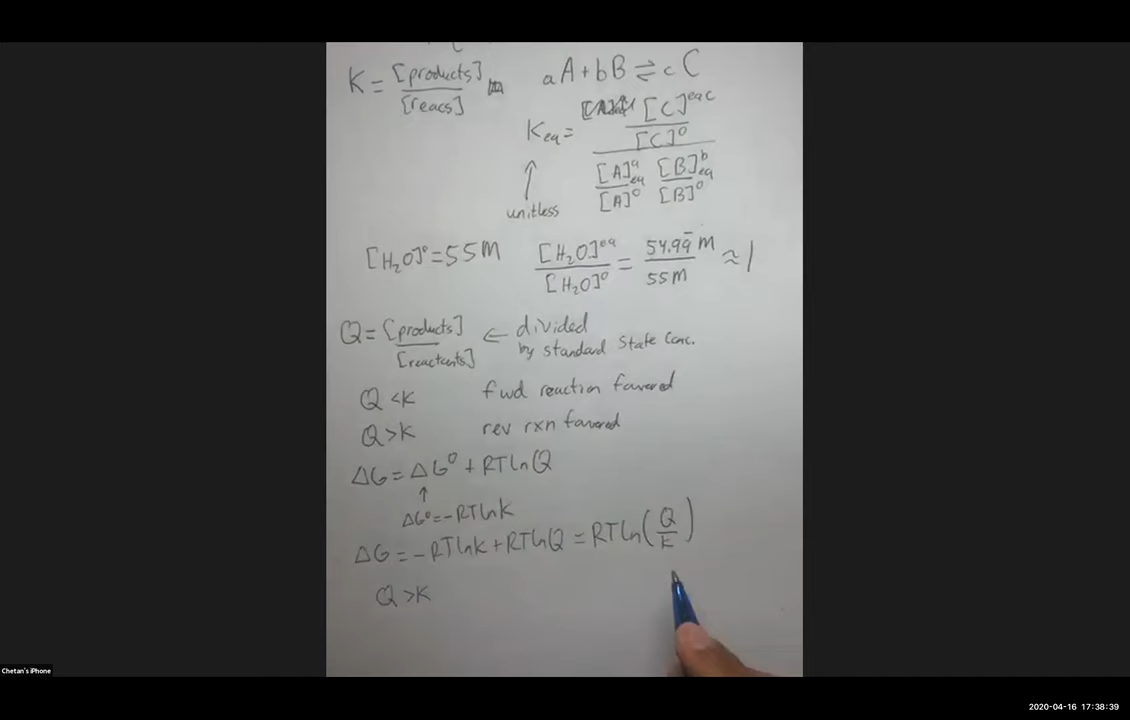 K = [products] / [reacs]
aA + bB ⇌ cC
Keq = [C]^eq c / [C]° / [A]^a eq / [A]° [B]^b eq / [B]°
↑
unitless
[H₂O]° = 55M [H₂O]^eq / [H₂O]° = 54.99̄ M / 55M ≈ 1
Q = [products] / [reactants] ← divided
by standard State Conc.
Q < K fwd reaction favored
Q > K rev rxn favored
ΔG = ΔG° + RTlnQ
↑
ΔG° = -RTlnK
ΔG = -RTlnK + RTlnQ = RTln(Q/K)
Q > K
Chetan's iPhone
2020-04-16 17:38:39